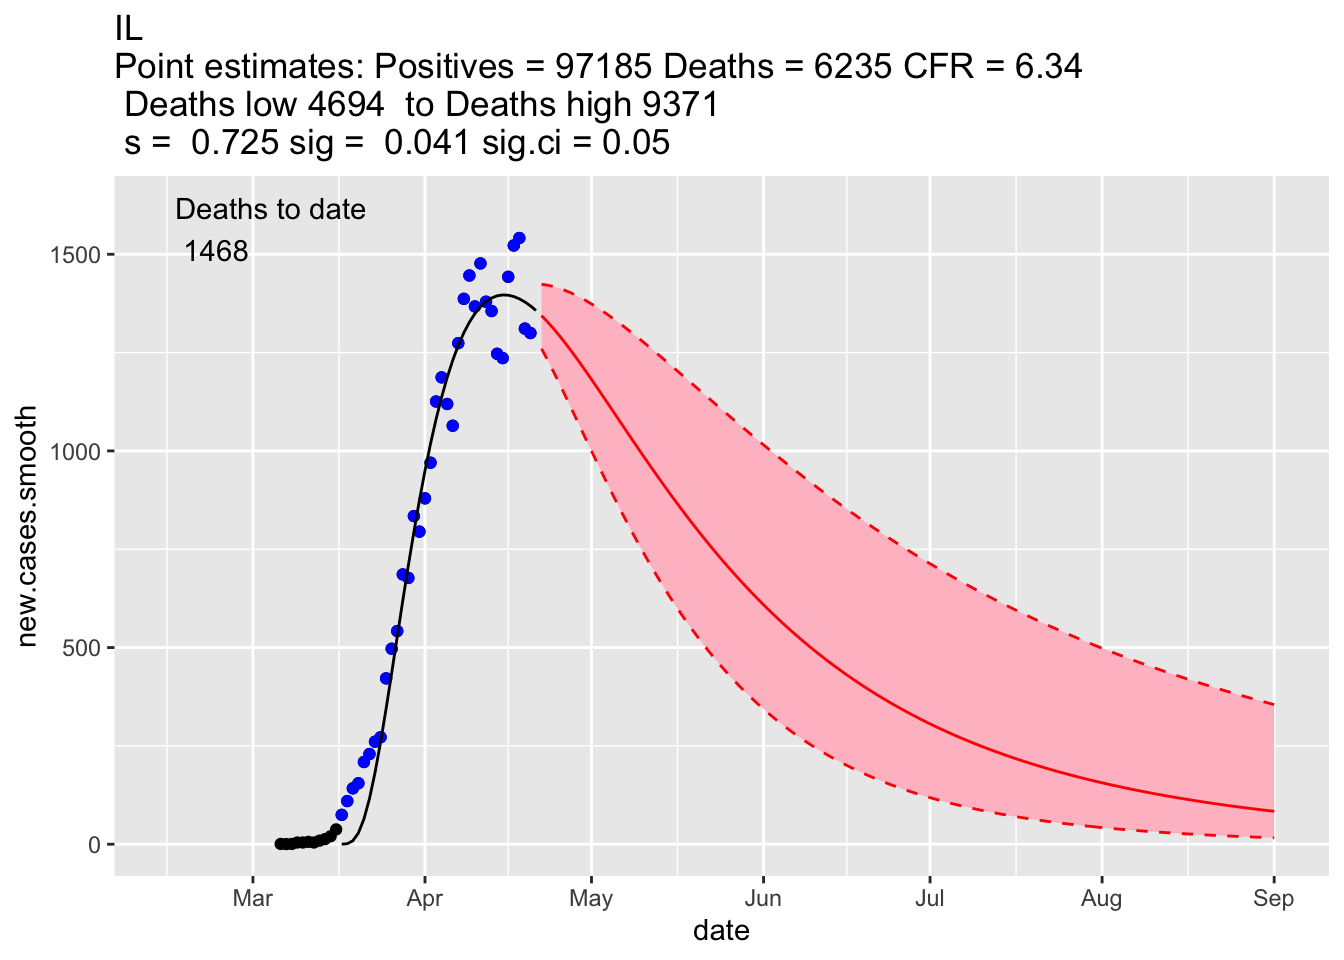 IL
Point estimates: Positives = 97185 Deaths = 6235 CFR = 6.34
Deaths low 4694  to Deaths high 9371
s =  0.725 sig =  0.041 sig.ci = 0.05
Deaths to date
1468
1500
1000
500
0
new.cases.smooth
Mar Apr May Jun Jul Aug Sep
date